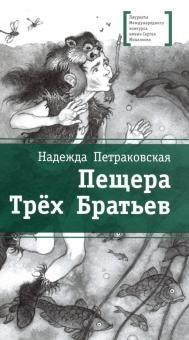 Лауреаты
Международного
конкурса
имени Сергея
Михалкова
Надежда Петраковская
Пещера
Трёх Братьев